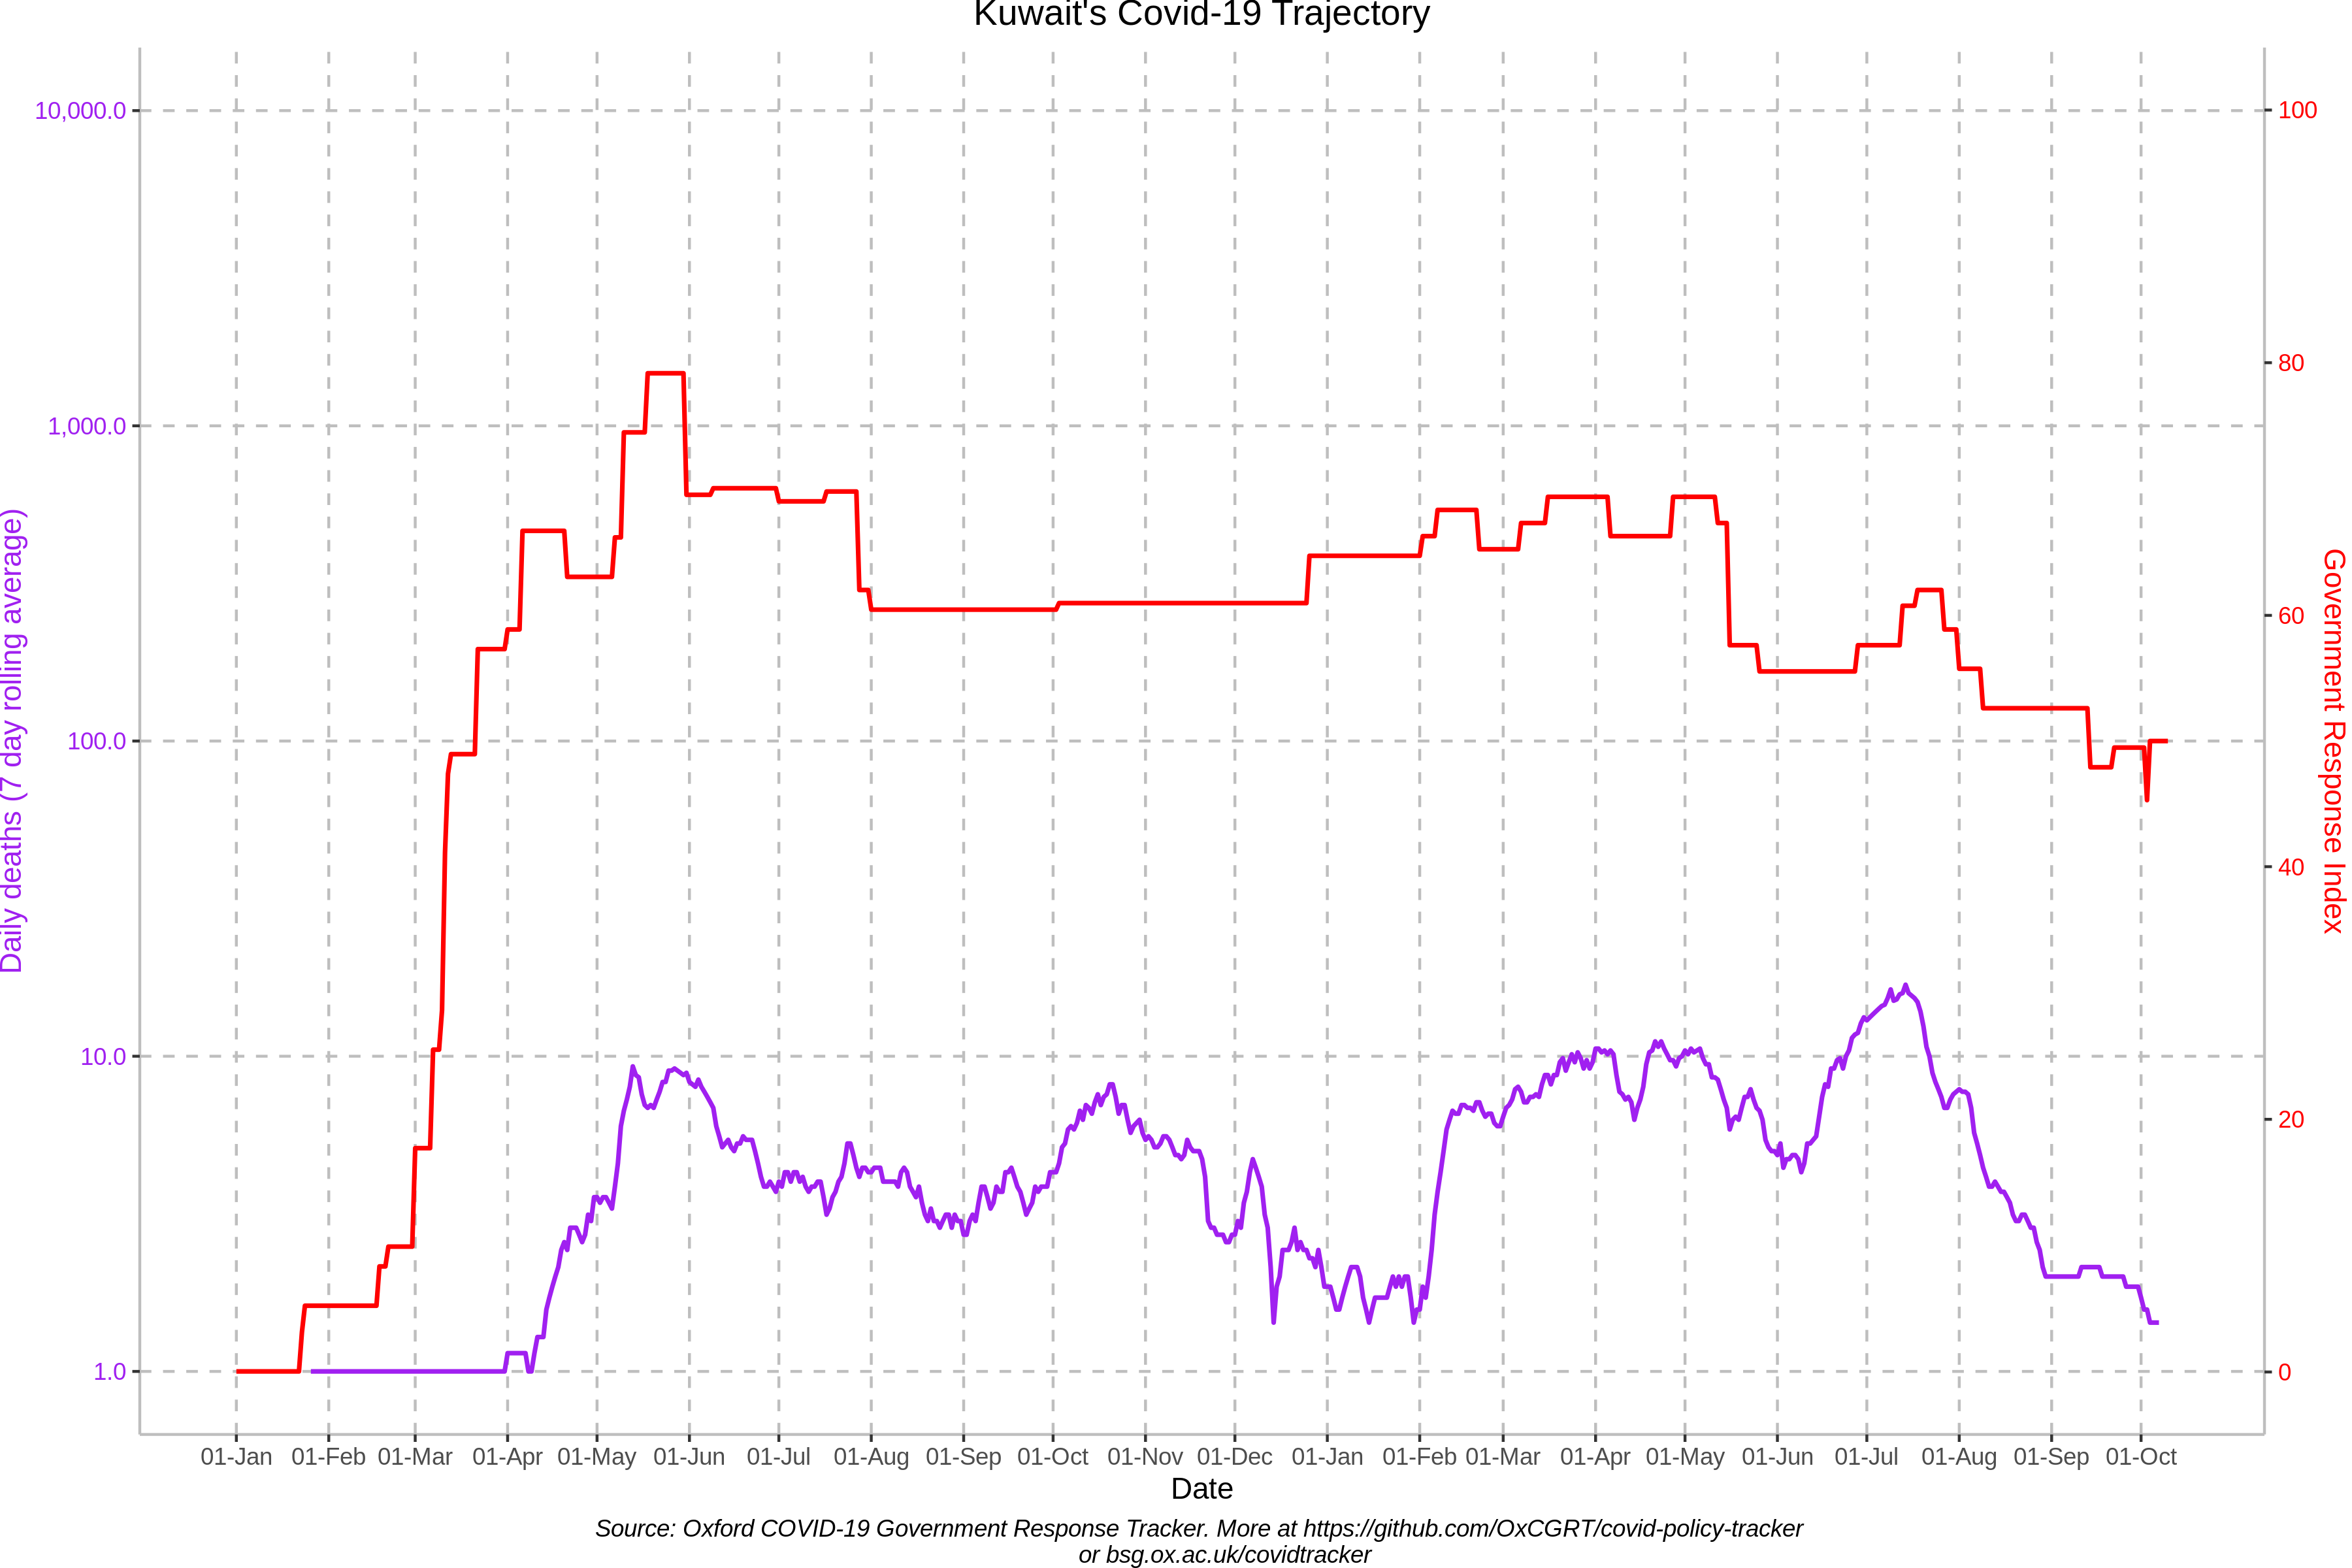 Kuwait's Covid-19 Trajectory
10,000.0
1,000.0
100.0
10.0
1.0
Daily deaths (7 day rolling average)
100
80
60
40
20
0
Government Response Index
01-Jan 01-Feb 01-Mar 01-Apr 01-May 01-Jun 01-Jul 01-Aug 01-Sep 01-Oct 01-Nov 01-Dec 01-Jan 01-Feb 01-Mar 01-Apr 01-May 01-Jun 01-Jul 01-Aug 01-Sep 01-Oct
Date
Source: Oxford COVID-19 Government Response Tracker. More at https://github.com/OxCGRT/covid-policy-tracker
or bsg.ox.ac.uk/covidtracker